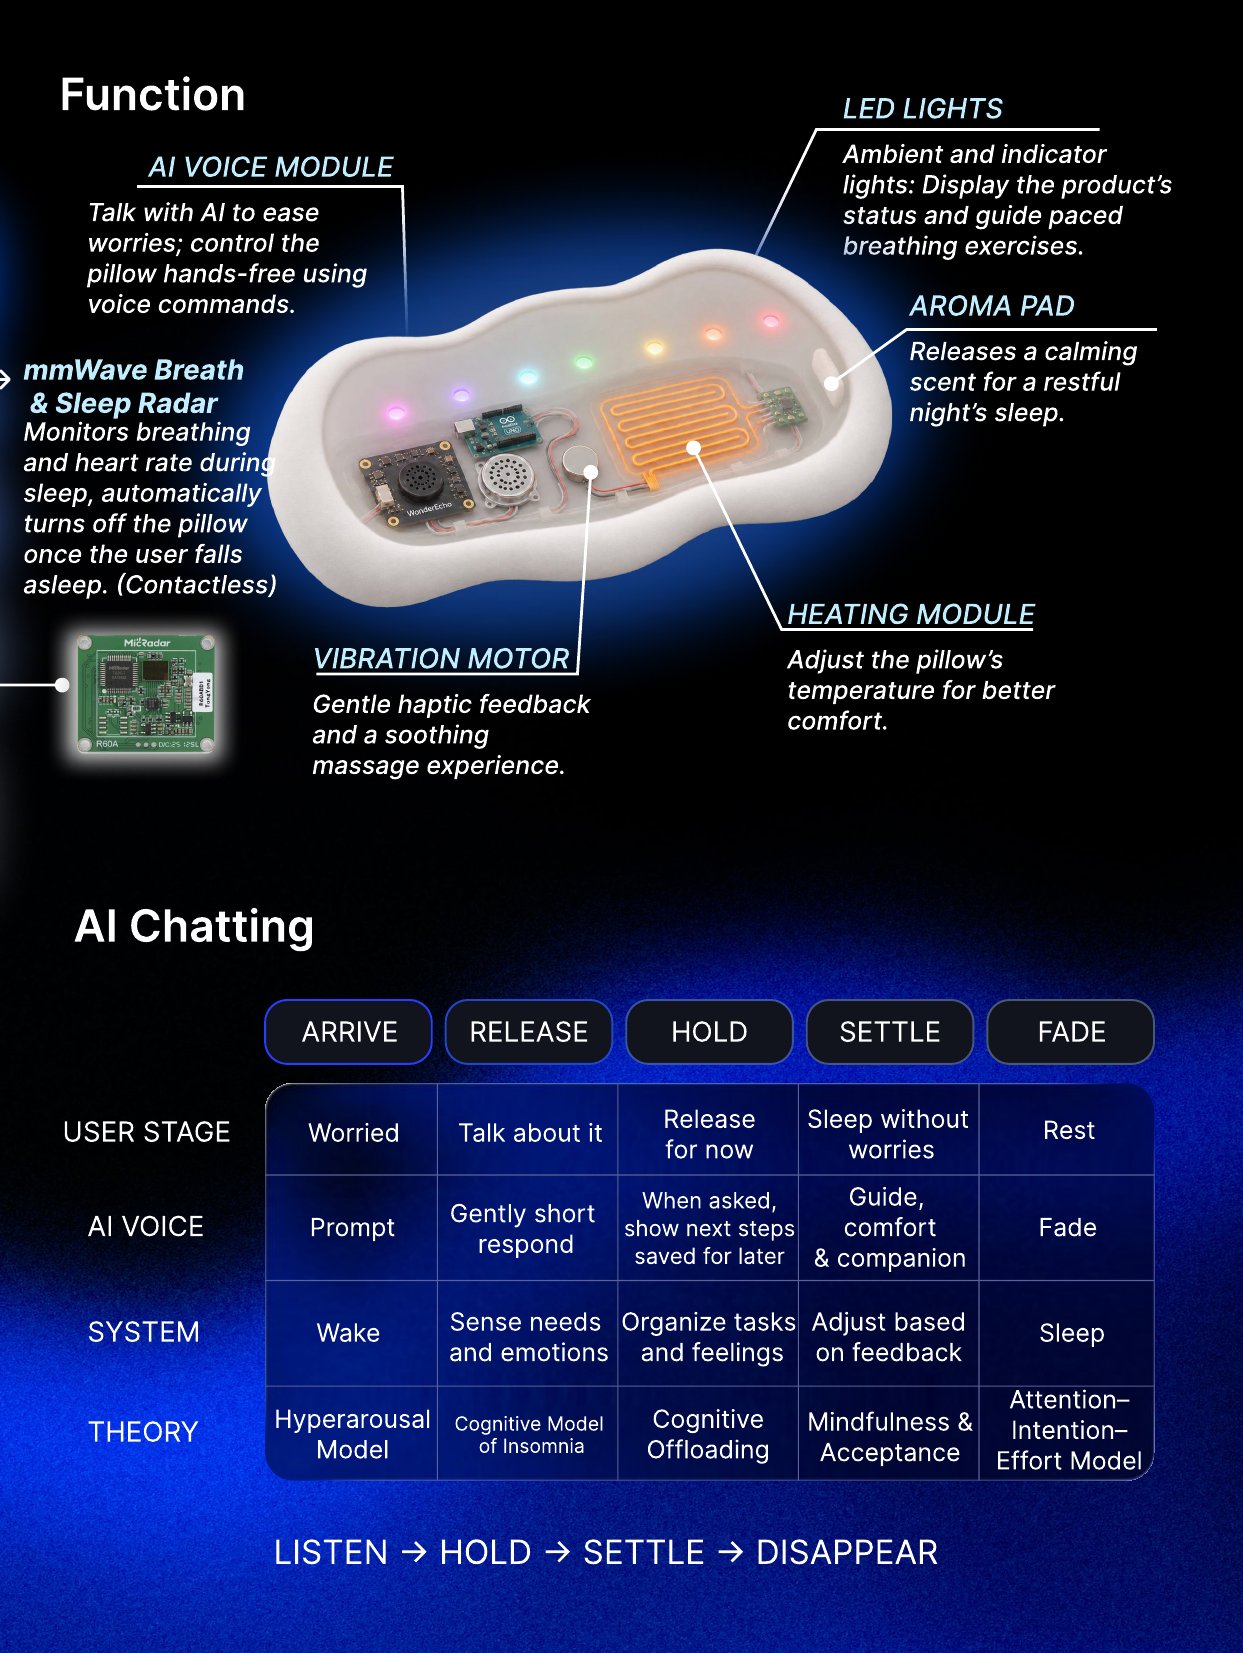 Function
AI VOICE MODULE
Talk with AI to ease
worries; control the
pillow hands-free using
voice commands.
LED LIGHTS
Ambient and indicator
lights: Display the product's
status and guide paced
breathing exercises.
AROMA PAD
Releases a calming
scent for a restful
night's sleep.
mmWave Breath
& Sleep Radar
Monitors breathing
and heart rate during
sleep, automatically
turns off the pillow
once the user falls
asleep. (Contactless)
UNO
WonderEcho
HEATING MODULE
Adjust the pillow's
temperature for better
comfort.
VIBRATION MOTOR
Gentle haptic feedback
and a soothing
massage experience.
MicRadar
R60A
AI Chatting
ARRIVE RELEASE HOLD SETTLE FADE
USER STAGE Worried Talk about it Release for now Sleep without worries Rest
AI VOICE Prompt Gently short respond When asked, show next steps saved for later Guide, comfort & companion Fade
SYSTEM Wake Sense needs and emotions Organize tasks and feelings Adjust based on feedback Sleep
THEORY Hyperarousal Model Cognitive Model of Insomnia Cognitive Offloading Mindfulness & Acceptance Attention– Intention– Effort Model
LISTEN → HOLD → SETTLE → DISAPPEAR